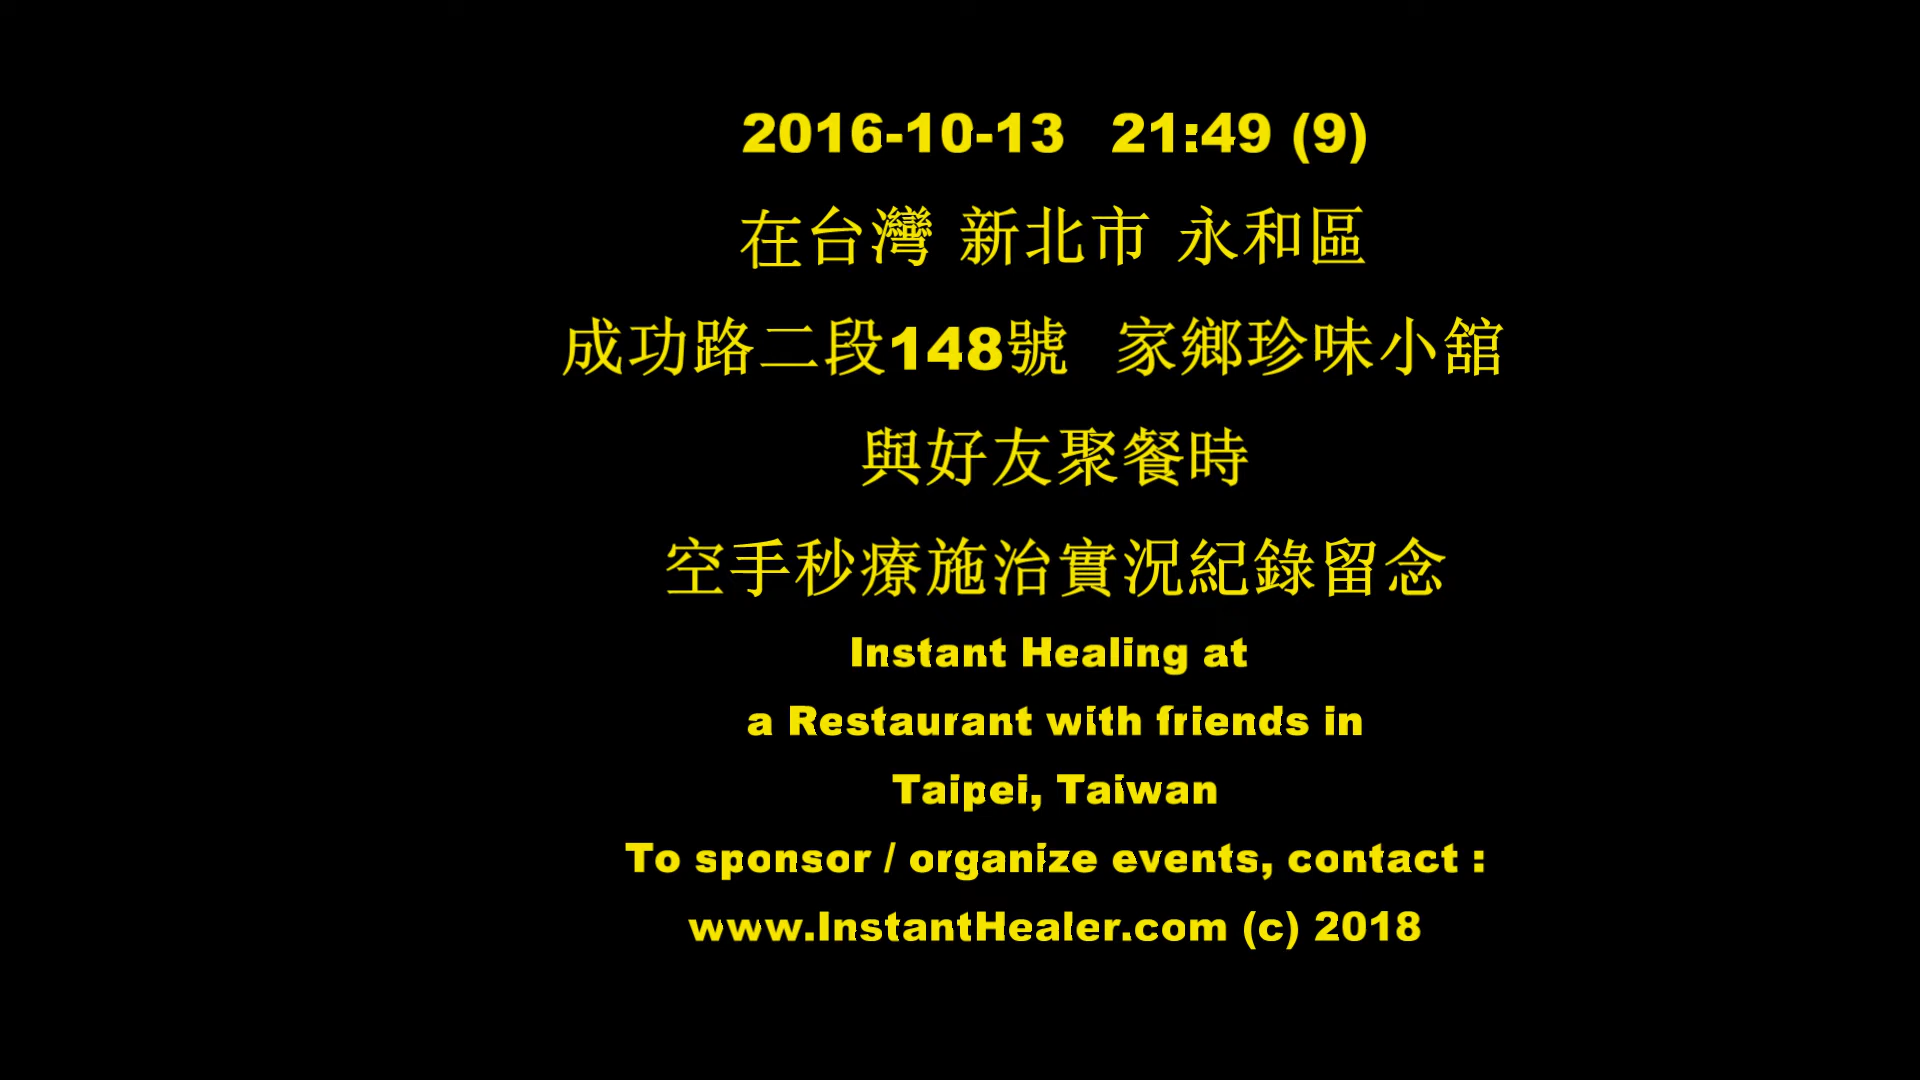 2016-10-13 21:49 (9)
在台灣 新北市 永和區
成功路二段148號 家鄉珍味小舘
與好友聚餐時
空手秒療施治實況紀錄留念
Instant Healing at
a Restaurant with friends in
Taipei, Taiwan
To sponsor / organize events, contact :
www.InstantHealer.com (c) 2018